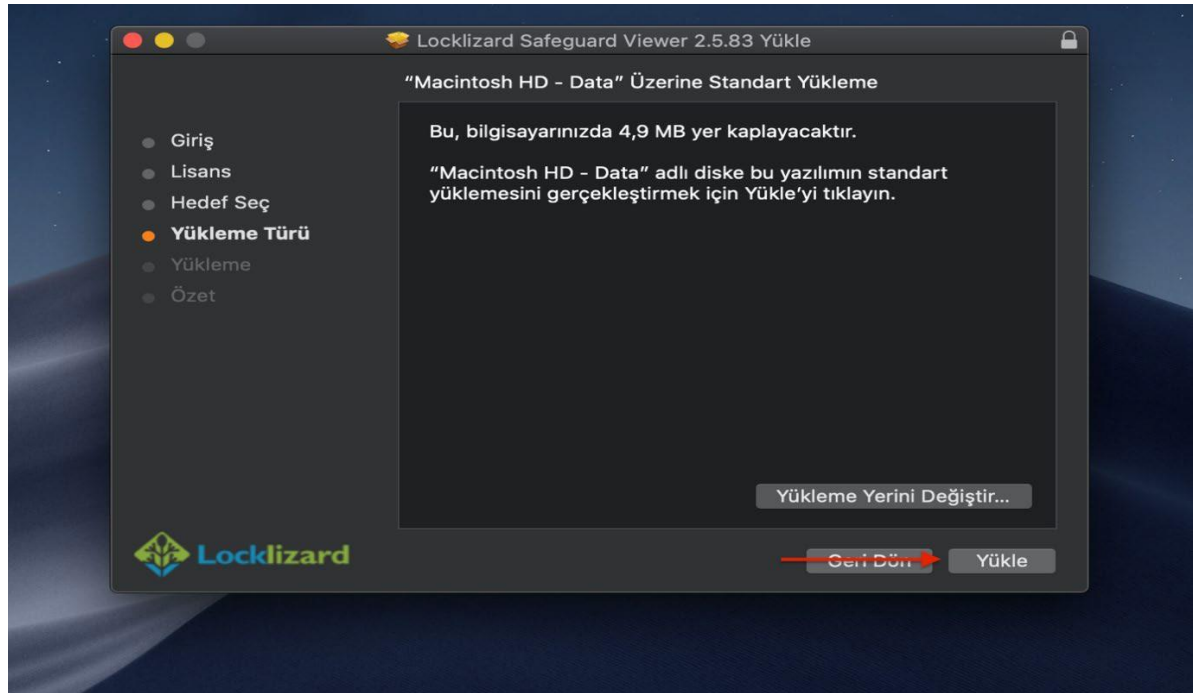 Locklizard Safeguard Viewer 2.5.83 Yükle
“Macintosh HD - Data” Üzerine Standart Yükleme
Giriş
Lisans
Hedef Seç
Yükleme Türü
Yükleme
Özet
Bu, bilgisayarınızda 4,9 MB yer kaplayacaktır.
“Macintosh HD - Data” adlı diske bu yazılımın standart
yüklemesini gerçekleştirmek için Yükle’yi tıklayın.
Yükleme Yerini Değiştir...
Locklizard
Geri Dön
Yükle